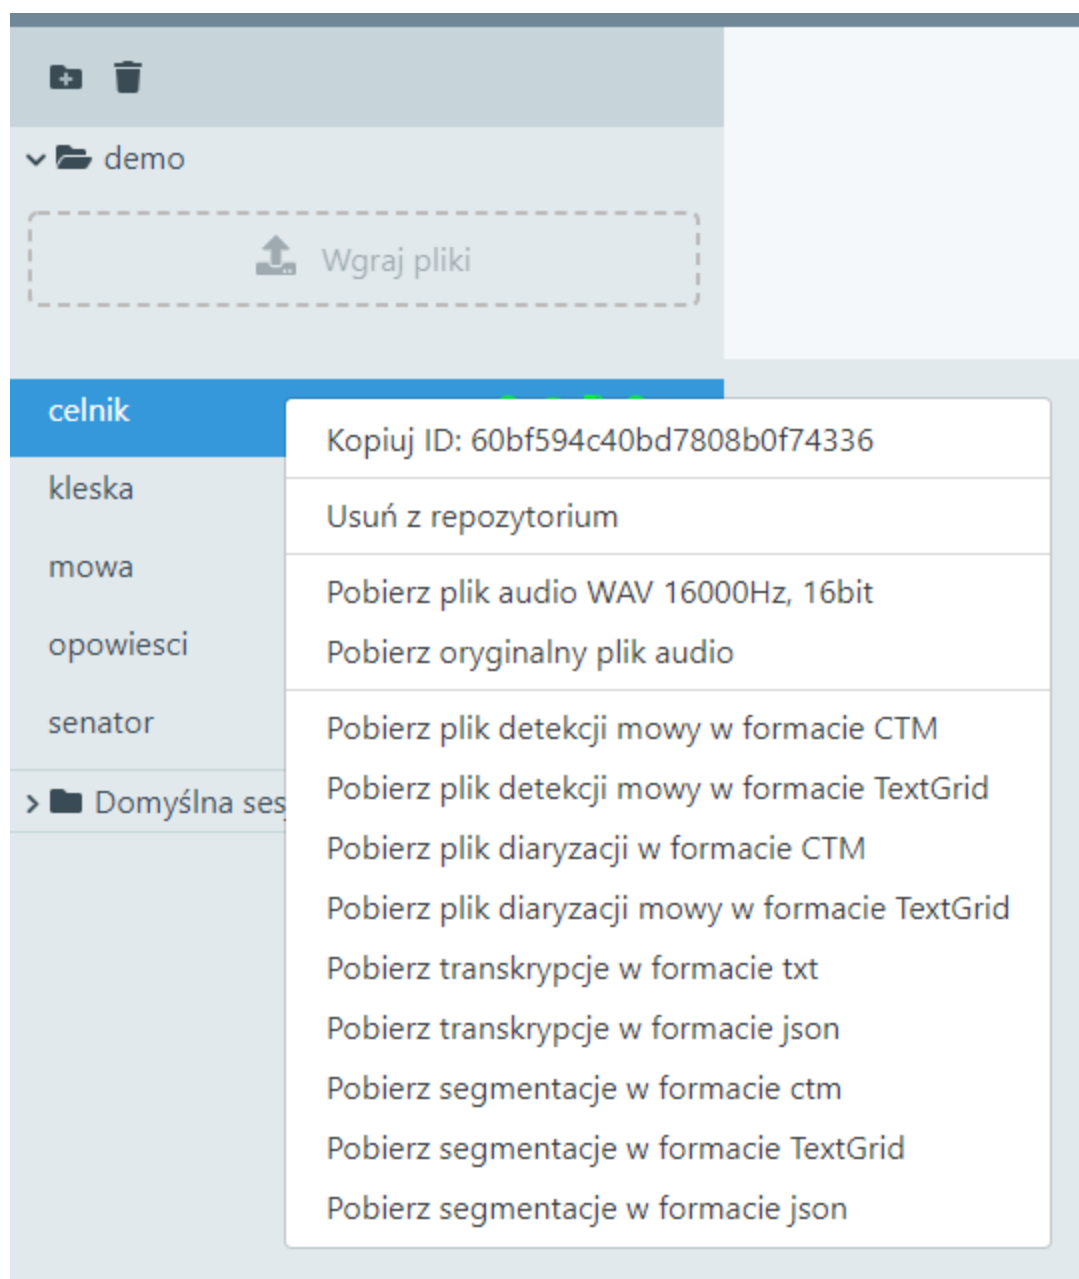 demo
Wgraj pliki
celnik
Kopiuj ID: 60bf594c40bd7808b0f74336
kleska
Usuń z repozytorium
mowa
Pobierz plik audio WAV 16000Hz, 16bit
opowiesci
Pobierz oryginalny plik audio
senator
Pobierz plik detekcji mowy w formacie CTM
Domyślna
Pobierz plik detekcji mowy w formacie TextGrid
Pobierz plik diaryzacji w formacie CTM
Pobierz plik diaryzacji mowy w formacie TextGrid
Pobierz transkrypcje w formacie txt
Pobierz transkrypcje w formacie json
Pobierz segmentacje w formacie ctm
Pobierz segmentacje w formacie TextGrid
Pobierz segmentacje w formacie json